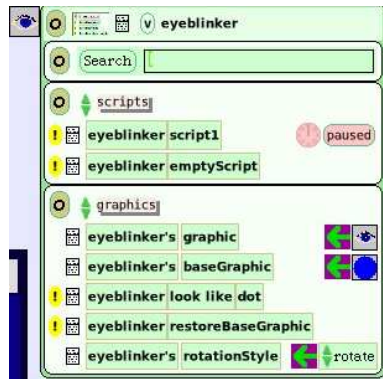 O v eyeblinker
O Search
O scripts
! eyeblinker script1 paused
! eyeblinker emptyScript
O graphics
eyeblinker's graphic
eyeblinker's baseGraphic
! eyeblinker look like dot
! eyeblinker restoreBaseGraphic
eyeblinker's rotationStyle rotate